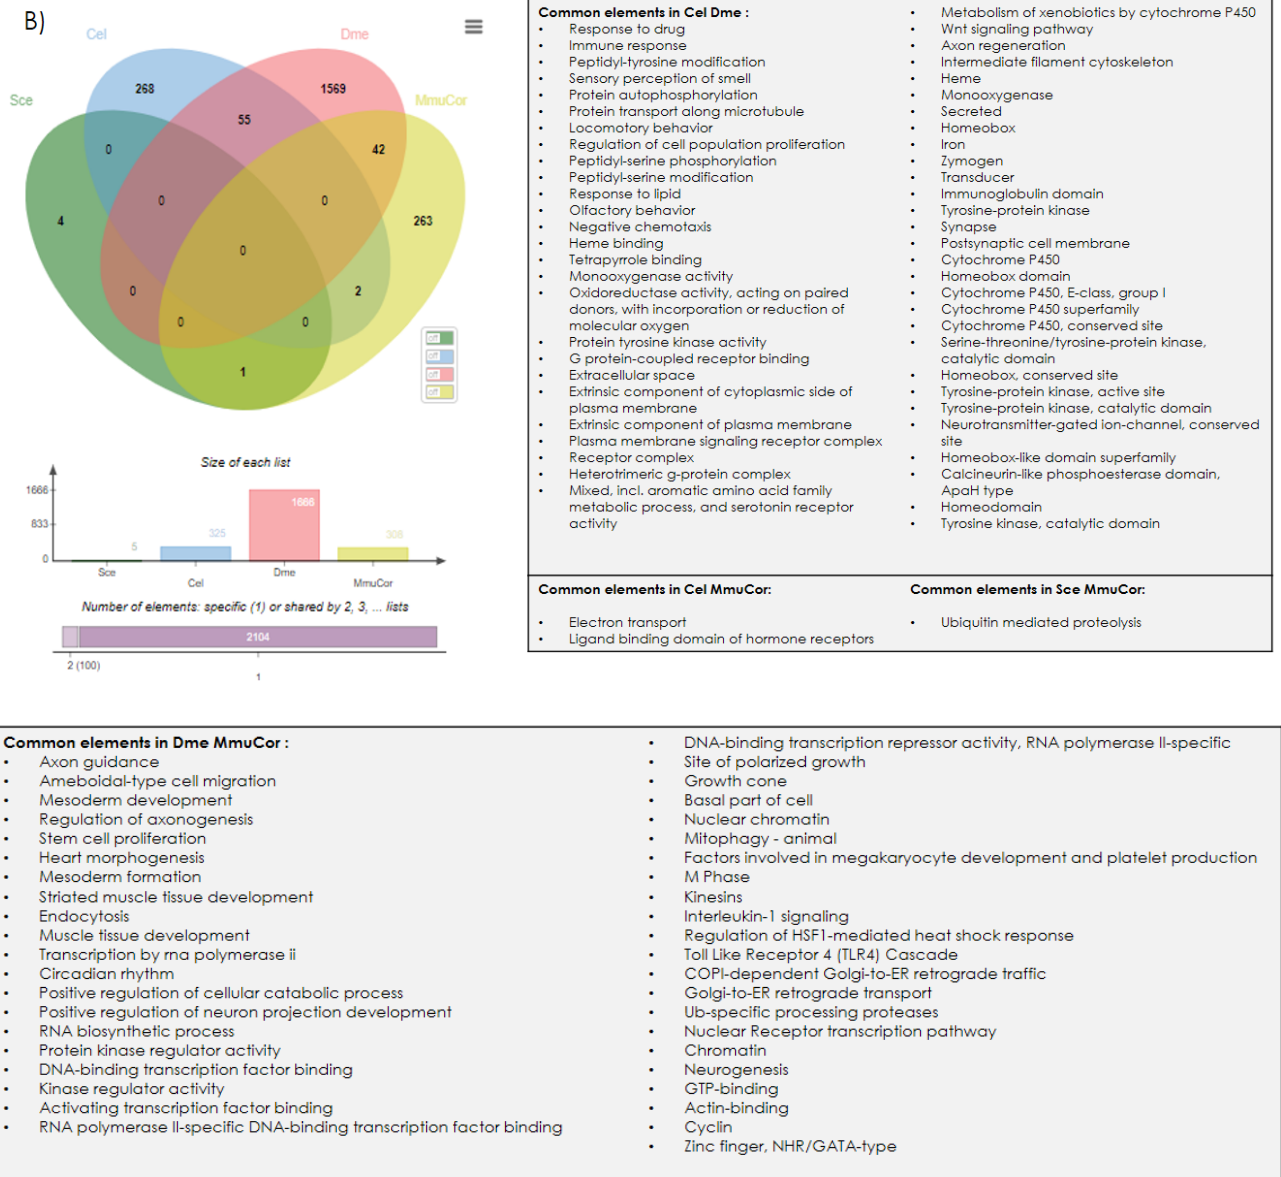 B)
Cel
Dme
Sce
MmuCor
268
1569
55
0
42
4
0
0
263
0
0
2
0
0
1
off
off
off
off
Size of each list
1666
833
0
5
325
1666
308
Sce
Cel
Dme
MmuCor
Number of elements: specific (1) or shared by 2, 3, ... lists
2104
2 (100)
1
Common elements in Cel Dme :
• Response to drug
• Immune response
• Peptidyl-tyrosine modification
• Sensory perception of smell
• Protein autophosphorylation
• Protein transport along microtubule
• Locomotory behavior
• Regulation of cell population proliferation
• Peptidyl-serine phosphorylation
• Peptidyl-serine modification
• Response to lipid
• Olfactory behavior
• Negative chemotaxis
• Heme binding
• Tetrapyrrole binding
• Monooxygenase activity
• Oxidoreductase activity, acting on paired
donors, with incorporation or reduction of
molecular oxygen
• Protein tyrosine kinase activity
• G protein-coupled receptor binding
• Extracellular space
• Extrinsic component of cytoplasmic side of
plasma membrane
• Extrinsic component of plasma membrane
• Plasma membrane signaling receptor complex
• Receptor complex
• Heterotrimeric g-protein complex
• Mixed, incl. aromatic amino acid family
metabolic process, and serotonin receptor
activity
• Metabolism of xenobiotics by cytochrome P450
• Wnt signaling pathway
• Axon regeneration
• Intermediate filament cytoskeleton
• Heme
• Monooxygenase
• Secreted
• Homeobox
• Iron
• Zymogen
• Transducer
• Immunoglobulin domain
• Tyrosine-protein kinase
• Synapse
• Postsynaptic cell membrane
• Cytochrome P450
• Homeobox domain
• Cytochrome P450, E-class, group I
• Cytochrome P450 superfamily
• Cytochrome P450, conserved site
• Serine-threonine/tyrosine-protein kinase,
catalytic domain
• Homeobox, conserved site
• Tyrosine-protein kinase, active site
• Tyrosine-protein kinase, catalytic domain
• Neurotransmitter-gated ion-channel, conserved
site
• Homeobox-like domain superfamily
• Calcineurin-like phosphoesterase domain,
ApaH type
• Homeodomain
• Tyrosine kinase, catalytic domain
Common elements in Cel MmuCor:
• Electron transport
• Ligand binding domain of hormone receptors
Common elements in Sce MmuCor:
• Ubiquitin mediated proteolysis
Common elements in Dme MmuCor :
• Axon guidance
• Ameboidal-type cell migration
• Mesoderm development
• Regulation of axonogenesis
• Stem cell proliferation
• Heart morphogenesis
• Mesoderm formation
• Striated muscle tissue development
• Endocytosis
• Muscle tissue development
• Transcription by rna polymerase ii
• Circadian rhythm
• Positive regulation of cellular catabolic process
• Positive regulation of neuron projection development
• RNA biosynthetic process
• Protein kinase regulator activity
• DNA-binding transcription factor binding
• Kinase regulator activity
• Activating transcription factor binding
• RNA polymerase II-specific DNA-binding transcription factor binding
• DNA-binding transcription repressor activity, RNA polymerase II-specific
• Site of polarized growth
• Growth cone
• Basal part of cell
• Nuclear chromatin
• Mitophagy - animal
• Factors involved in megakaryocyte development and platelet production
• M Phase
• Kinesins
• Interleukin-1 signaling
• Regulation of HSF1-mediated heat shock response
• Toll Like Receptor 4 (TLR4) Cascade
• COPI-dependent Golgi-to-ER retrograde traffic
• Golgi-to-ER retrograde transport
• Ub-specific processing proteases
• Nuclear Receptor transcription pathway
• Chromatin
• Neurogenesis
• GTP-binding
• Actin-binding
• Cyclin
• Zinc finger, NHR/GATA-type